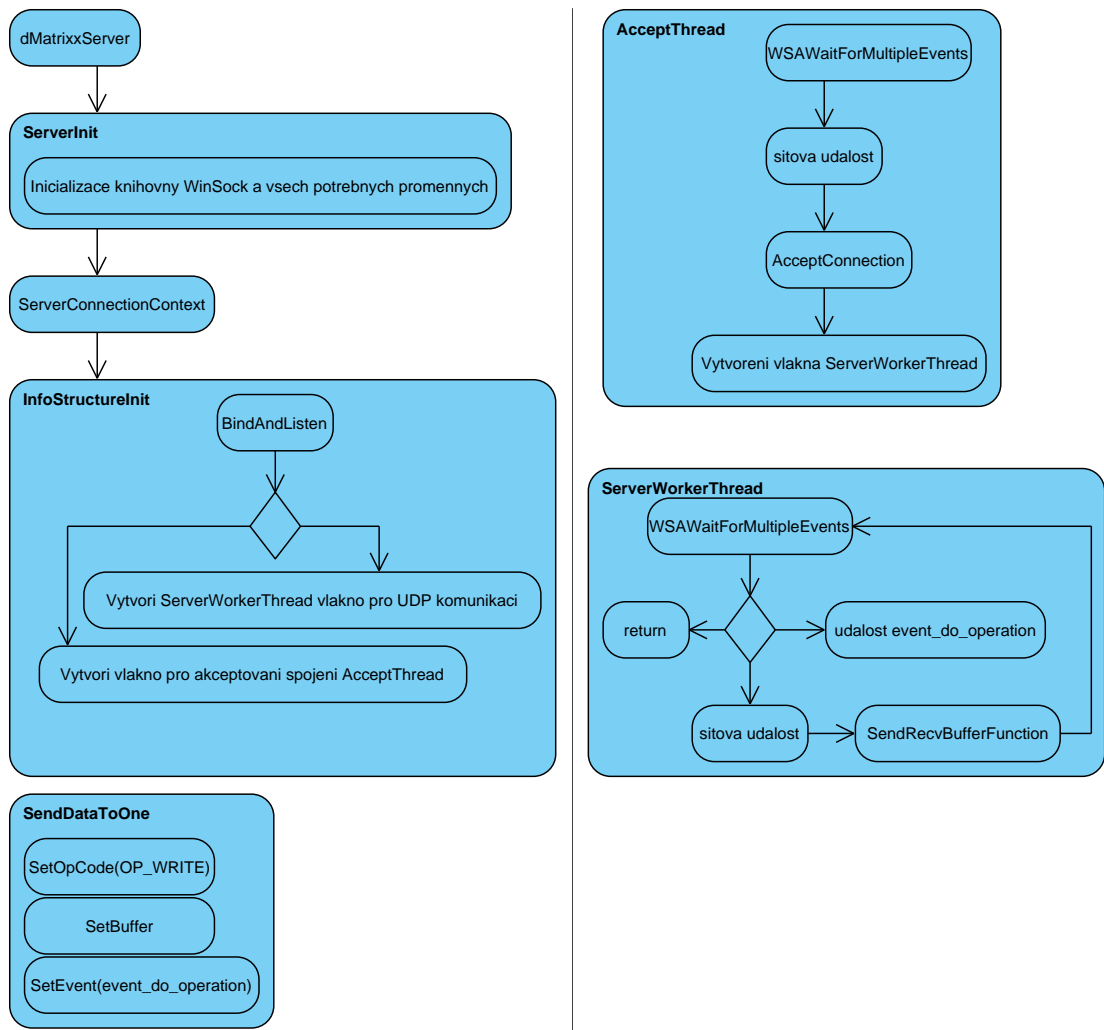 dMatrixxServer
ServerInit
Inicializace knihovny WinSock a vsech potrebnych promennych
ServerConnectionContext
InfoStructureInit
BindAndListen
Vytvori ServerWorkerThread vlakno pro UDP komunikaci
Vytvori vlakno pro akceptovani spojeni AcceptThread
SendDataToOne
SetOpCode(OP_WRITE)
SetBuffer
SetEvent(event_do_operation)
AcceptThread
WSAWaitForMultipleEvents
sitova udalost
AcceptConnection
Vytvoreni vlakna ServerWorkerThread
ServerWorkerThread
WSAWaitForMultipleEvents
return
udalost event_do_operation
sitova udalost
SendRecvBufferFunction